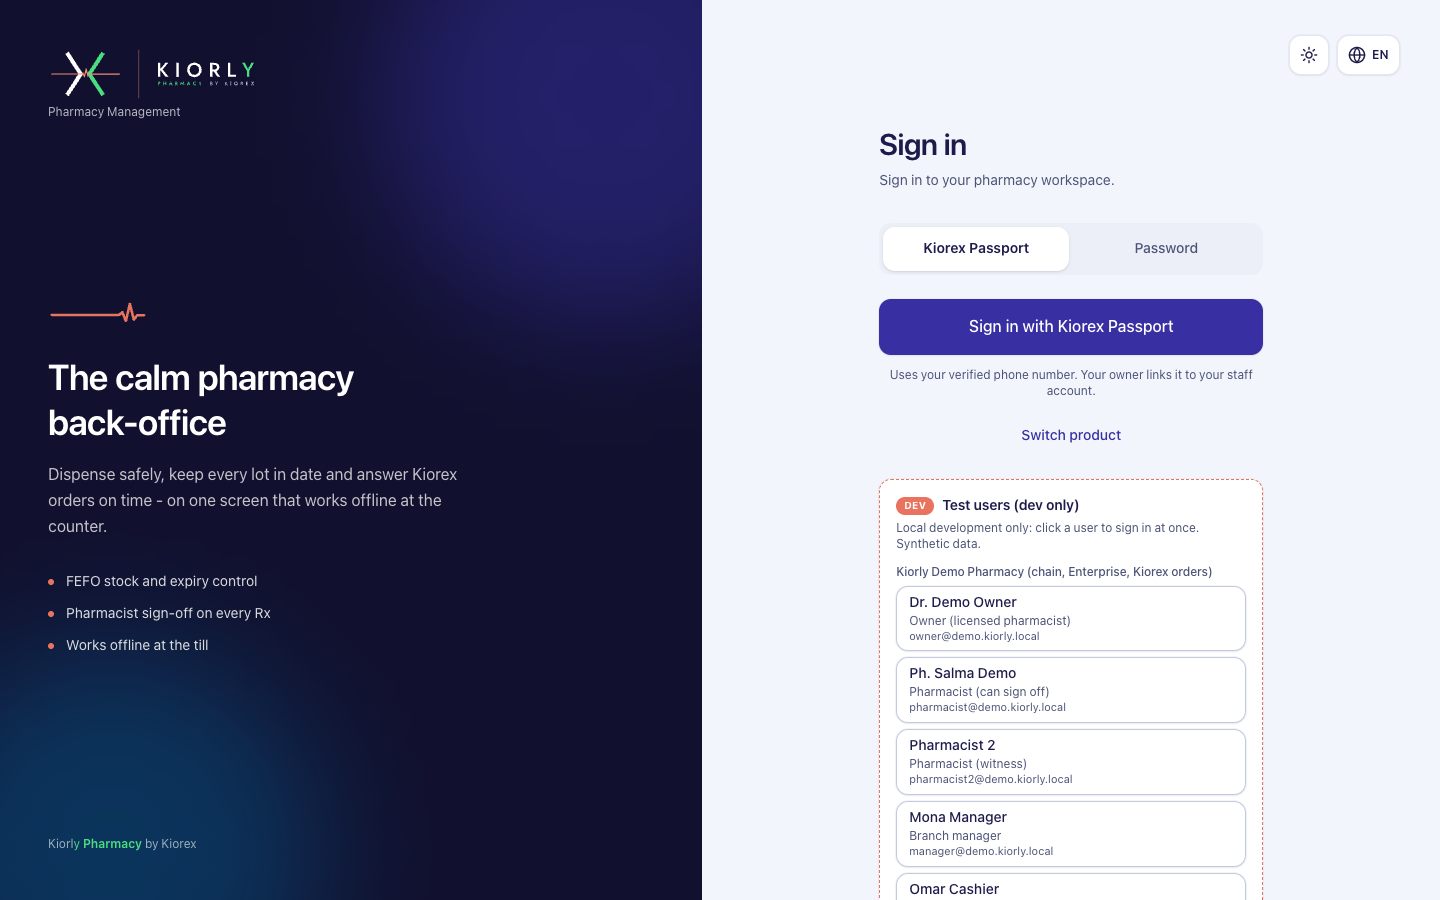 KIORLY
PHARMACY BY KIOREX
Pharmacy Management
The calm pharmacy
back-office
Dispense safely, keep every lot in date and answer Kiorex
orders on time - on one screen that works offline at the
counter.
FEFO stock and expiry control
Pharmacist sign-off on every Rx
Works offline at the till
Kiorly Pharmacy by Kiorex
EN
Sign in
Sign in to your pharmacy workspace.
Kiorex Passport
Password
Sign in with Kiorex Passport
Uses your verified phone number. Your owner links it to your staff
account.
Switch product
DEV Test users (dev only)
Local development only: click a user to sign in at once.
Synthetic data.
Kiorly Demo Pharmacy (chain, Enterprise, Kiorex orders)
Dr. Demo Owner
Owner (licensed pharmacist)
owner@demo.kiorly.local
Ph. Salma Demo
Pharmacist (can sign off)
pharmacist@demo.kiorly.local
Pharmacist 2
Pharmacist (witness)
pharmacist2@demo.kiorly.local
Mona Manager
Branch manager
manager@demo.kiorly.local
Omar Cashier